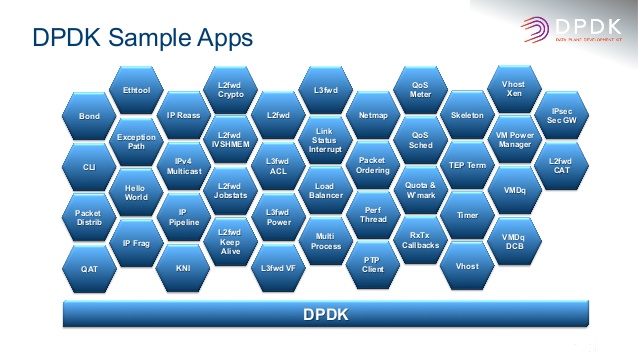 DPDK Sample Apps
DPDK
DATA PLANE DEVELOPMENT KIT
Bond
CLI
Packet
Distrib
QAT
Ethtool
Exception
Path
Hello
World
IP Frag
IP Reass
IPv4
Multicast
IP
Pipeline
KNI
L2fwd
Crypto
L2fwd
IVSHMEM
L2fwd
Jobstats
L2fwd
Keep
Alive
L2fwd
L3fwd
ACL
L3fwd
Power
L3fwd VF
L3fwd
Link
Status
Interrupt
Load
Balancer
Multi
Process
Netmap
Packet
Ordering
Perf
Thread
PTP
Client
QoS
Meter
QoS
Sched
Quota &
W'mark
RxTx
Callbacks
Skeleton
TEP Term
Timer
Vhost
Vhost
Xen
VM Power
Manager
VMDq
VMDq
DCB
IPsec
Sec GW
L2fwd
CAT
DPDK